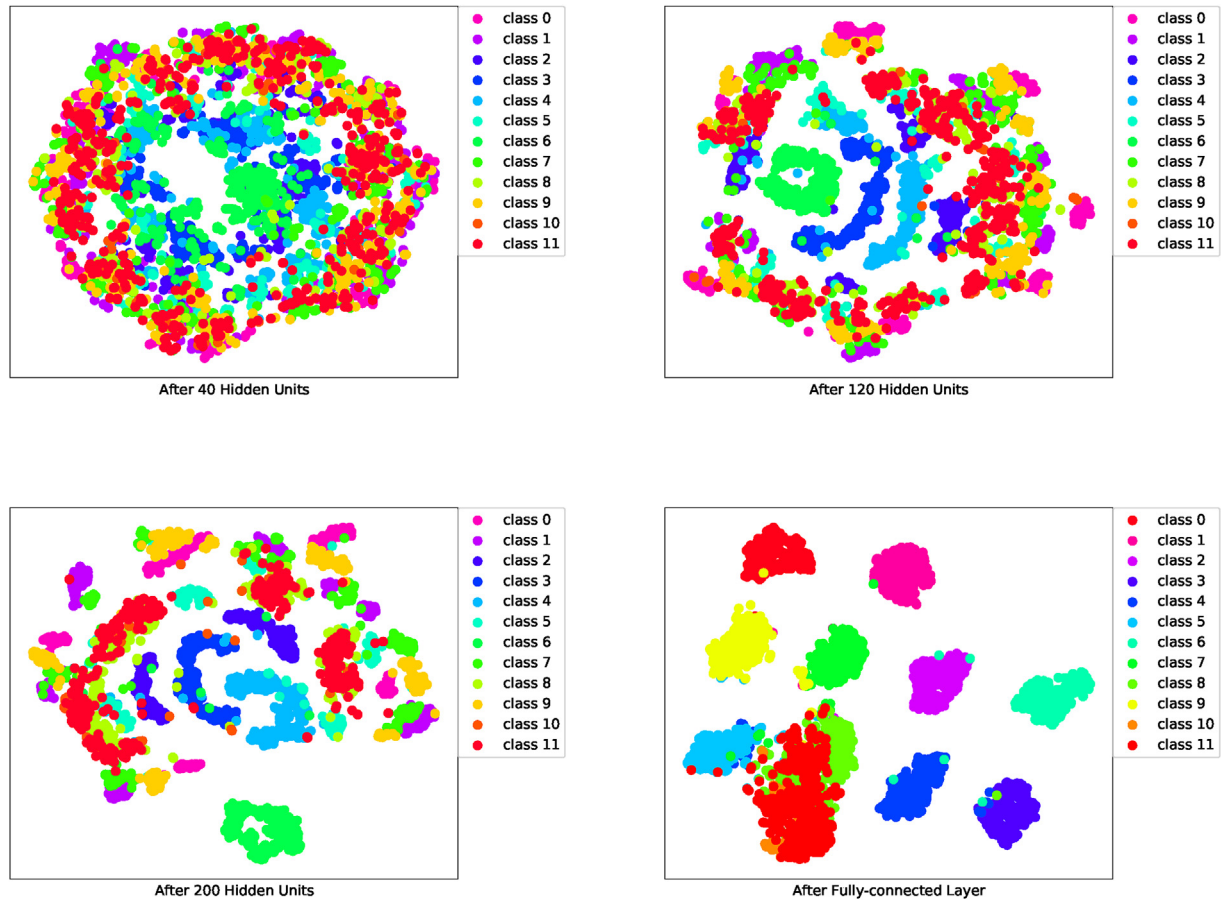 class 0
class 1
class 2
class 3
class 4
class 5
class 6
class 7
class 8
class 9
class 10
class 11
After 40 Hidden Units
class 0
class 1
class 2
class 3
class 4
class 5
class 6
class 7
class 8
class 9
class 10
class 11
After 120 Hidden Units
class 0
class 1
class 2
class 3
class 4
class 5
class 6
class 7
class 8
class 9
class 10
class 11
After 200 Hidden Units
class 0
class 1
class 2
class 3
class 4
class 5
class 6
class 7
class 8
class 9
class 10
class 11
After Fully-connected Layer